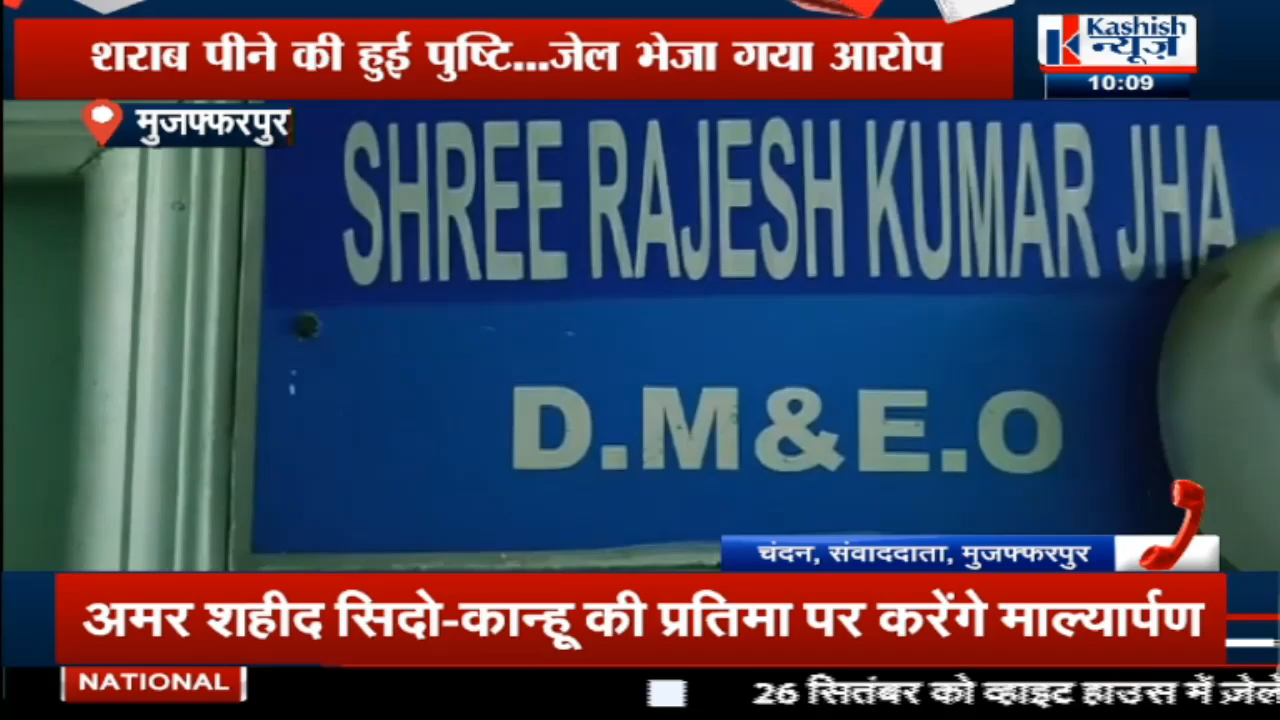 शराब पीने की हुई पुष्टि...जेल भेजा गया आरोप
Kashish
न्यूज़
10:09
मुजफ्फरपुर
SHREE RAJESH KUMAR JHA
D.M&E.O
चंदन, संवाददाता, मुजफ्फरपुर
अमर शहीद सिदो-कान्हू की प्रतिमा पर करेंगे माल्यार्पण
NATIONAL
26 सितंबर को व्हाइट हाउस में